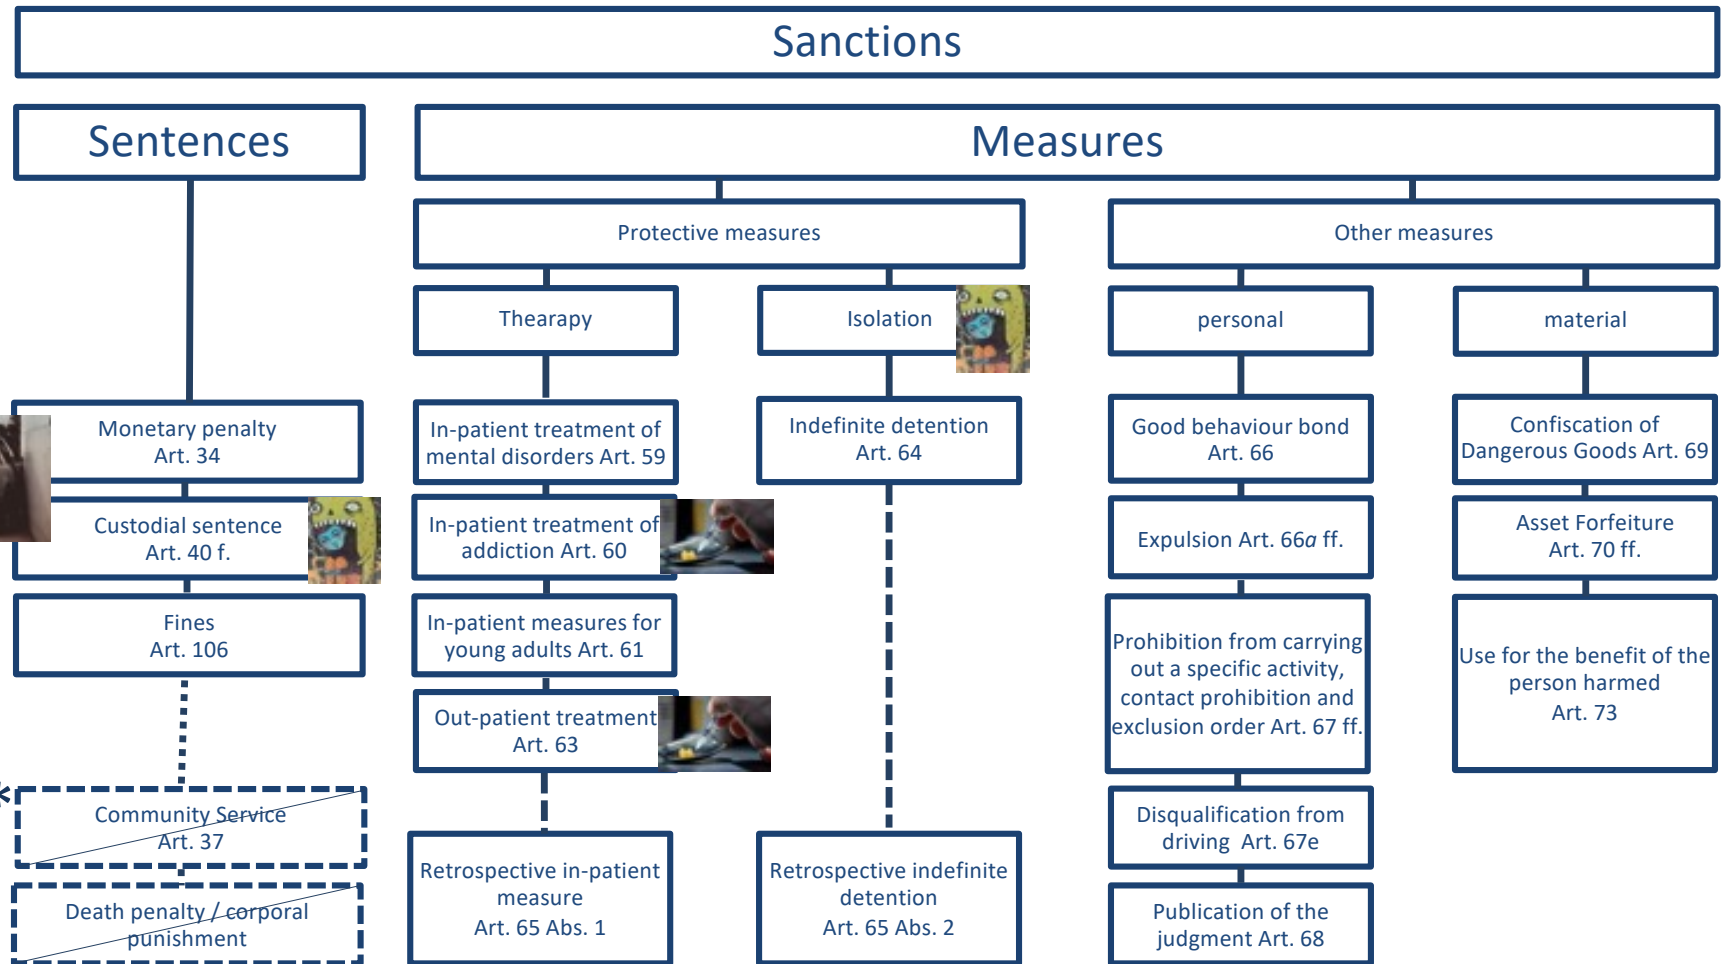 Sanctions
Sentences
Measures
Protective measures
Other measures
Thearapy
Isolation
personal
material
Monetary penalty
Art. 34
Custodial sentence
Art. 40 f.
Fines
Art. 106
*
Community Service
Art. 37
Death penalty / corporal
punishment
In-patient treatment of
mental disorders Art. 59
In-patient treatment of
addiction Art. 60
In-patient measures for
young adults Art. 61
Out-patient treatment
Art. 63
Retrospective in-patient
measure
Art. 65 Abs. 1
Indefinite detention
Art. 64
Retrospective indefinite
detention
Art. 65 Abs. 2
Good behaviour bond
Art. 66
Expulsion Art. 66a ff.
Prohibition from carrying
out a specific activity,
contact prohibition and
exclusion order Art. 67 ff.
Disqualification from
driving Art. 67e
Publication of the
judgment Art. 68
Confiscation of
Dangerous Goods Art. 69
Asset Forfeiture
Art. 70 ff.
Use for the benefit of the
person harmed
Art. 73